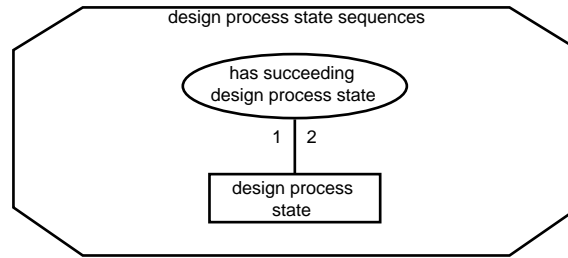 design process state sequences
has succeeding
design process state
1 2
design process
state